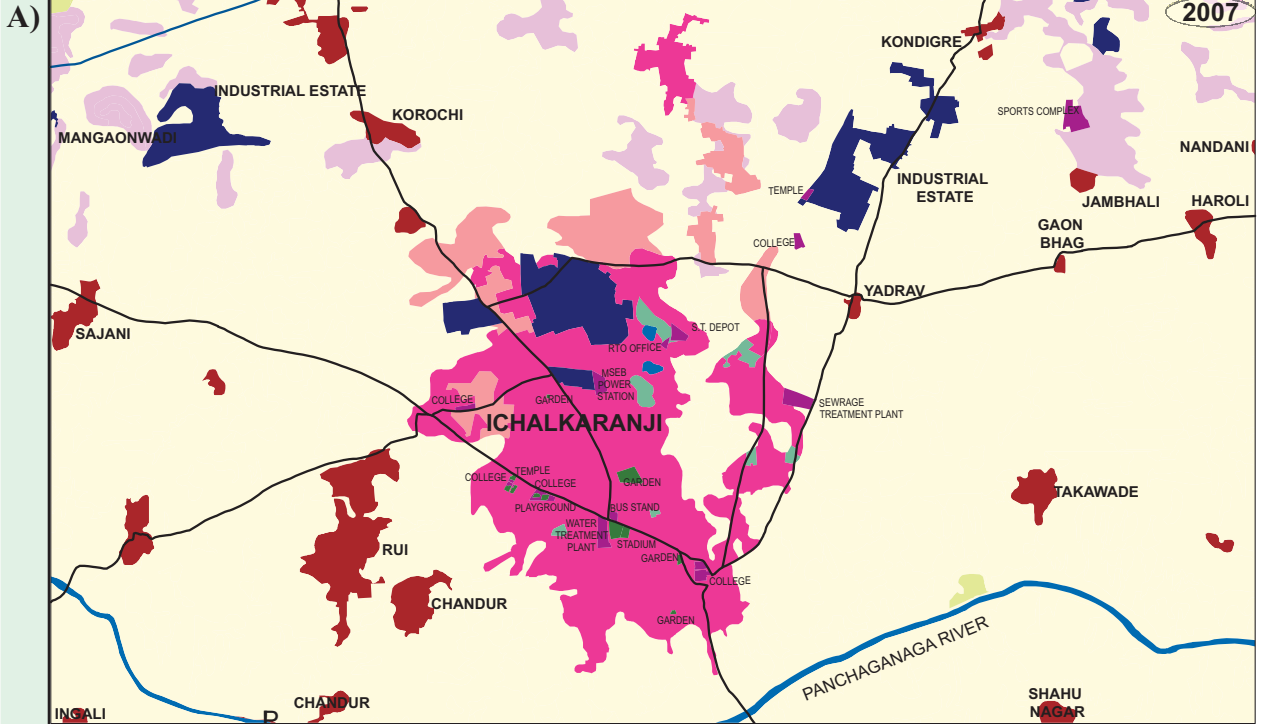 A)
2007
KONDIGRE
INDUSTRIAL ESTATE
KOROCHI
SPORTS COMPLEX
MANGAONWADI
NANDANI
TEMPLE
INDUSTRIAL
ESTATE
JAMBHALI
HAROLI
GAON
BHAG
COLLEGE
YADRAV
SAJANI
S.T. DEPOT
RTO OFFICE
MSEB
POWER
STATION
COLLEGE
GARDEN
SEWRAGE
TREATMENT PLANT
ICHALKARANJI
TEMPLE
COLLEGE
COLLEGE
GARDEN
TAKAWADE
PLAYGROUND
BUS STAND
WATER
TREATMENT
PLANT
STADIUM
RUI
GARDEN
COLLEGE
CHANDUR
GARDEN
PANCHAGANAGA RIVER
CHANDUR
SHAHU
NAGAR
INGALI